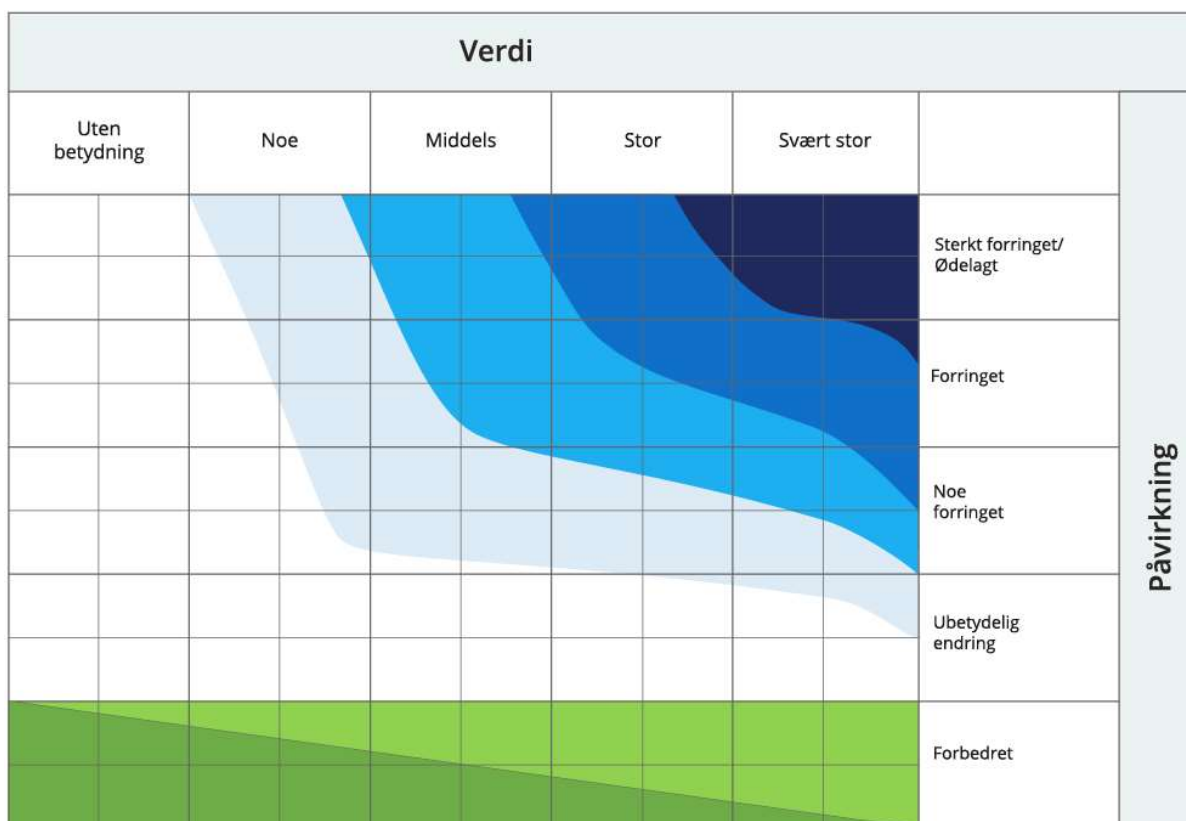 Verdi
Uten
betydning
Noe
Middels
Stor
Svært stor
Sterkt forringet/
Ødelagt
Forringet
Noe
forringet
Ubetydelig
endring
Forbedret
Påvirkning